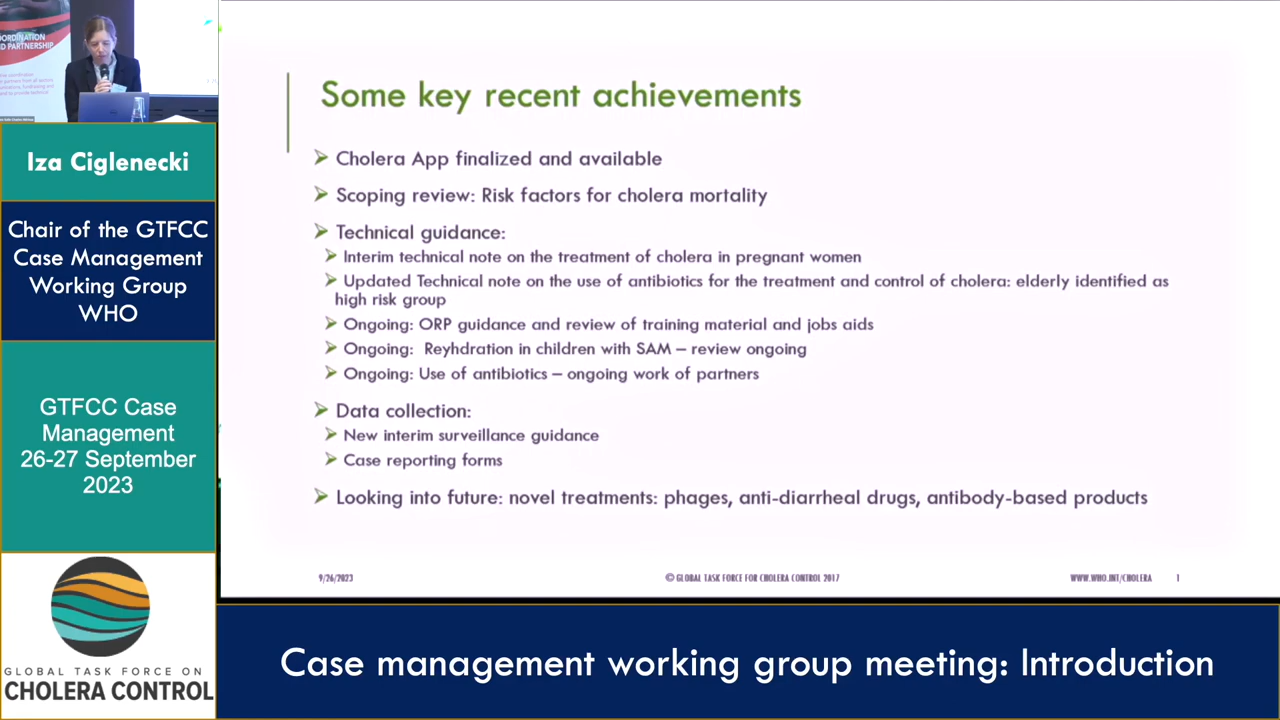 OORDINATION
ND PARTNERSHIP
Iza Ciglenecki
Chair of the GTFCC
Case Management
Working Group
WHO
GTFCC Case
Management
26-27 September
2023
GLOBAL TASK FORCE ON
CHOLERA CONTROL
Some key recent achievements
Cholera App finalized and available
Scoping review: Risk factors for cholera mortality
Technical guidance:
Interim technical note on the treatment of cholera in pregnant women
Updated Technical note on the use of antibiotics for the treatment and control of cholera: elderly identified as
high risk group
Ongoing: ORP guidance and review of training material and jobs aids
Ongoing: Reyhdration in children with SAM – review ongoing
Ongoing: Use of antibiotics – ongoing work of partners
Data collection:
New interim surveillance guidance
Case reporting forms
Looking into future: novel treatments: phages, anti-diarrheal drugs, antibody-based products
9/26/2023
© GLOBAL TASK FORCE FOR CHOLERA CONTROL 2017
WWW.WHO.INT/CHOLERA
1
Case management working group meeting: Introduction